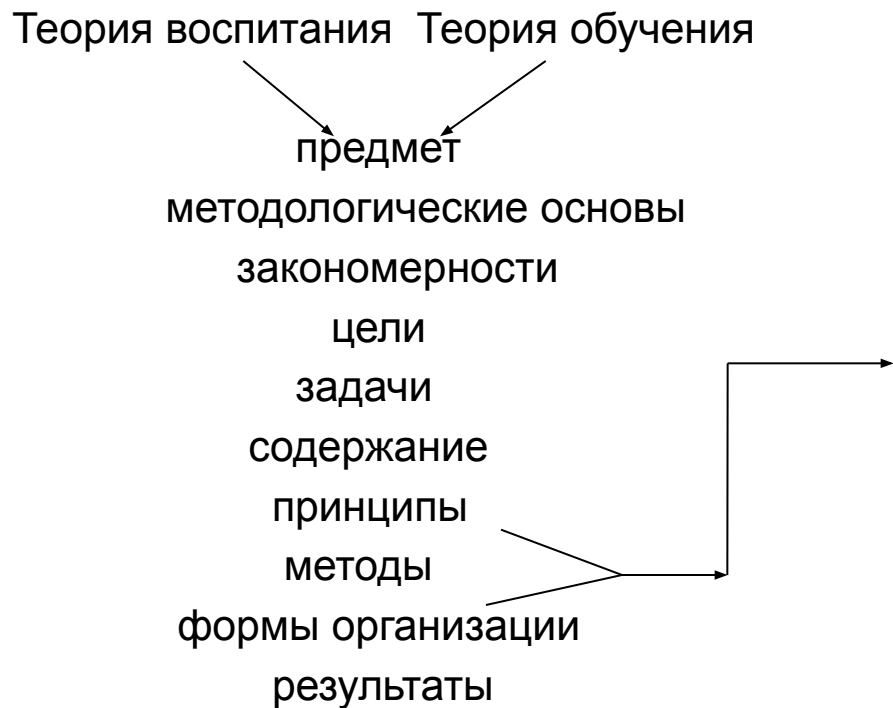 Теория воспитания Теория обучения
предмет
методологические основы
закономерности
цели
задачи
содержание
принципы
методы
формы организации
результаты